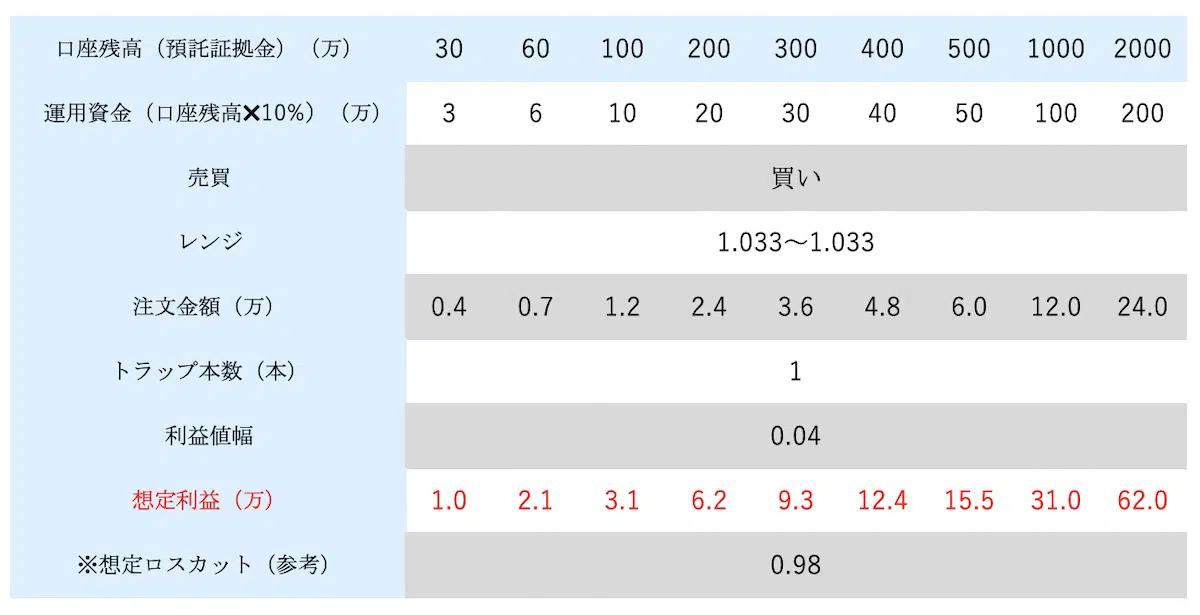 口座残高（預託証拠金）（万） 30 60 100 200 300 400 500 1000 2000
運用資金（口座残高✖10%）（万） 3 6 10 20 30 40 50 100 200
売買 買い
レンジ 1.033〜1.033
注文金額（万） 0.4 0.7 1.2 2.4 3.6 4.8 6.0 12.0 24.0
トラップ本数（本） 1
利益値幅 0.04
想定利益（万） 1.0 2.1 3.1 6.2 9.3 12.4 15.5 31.0 62.0
※想定ロスカット（参考） 0.98